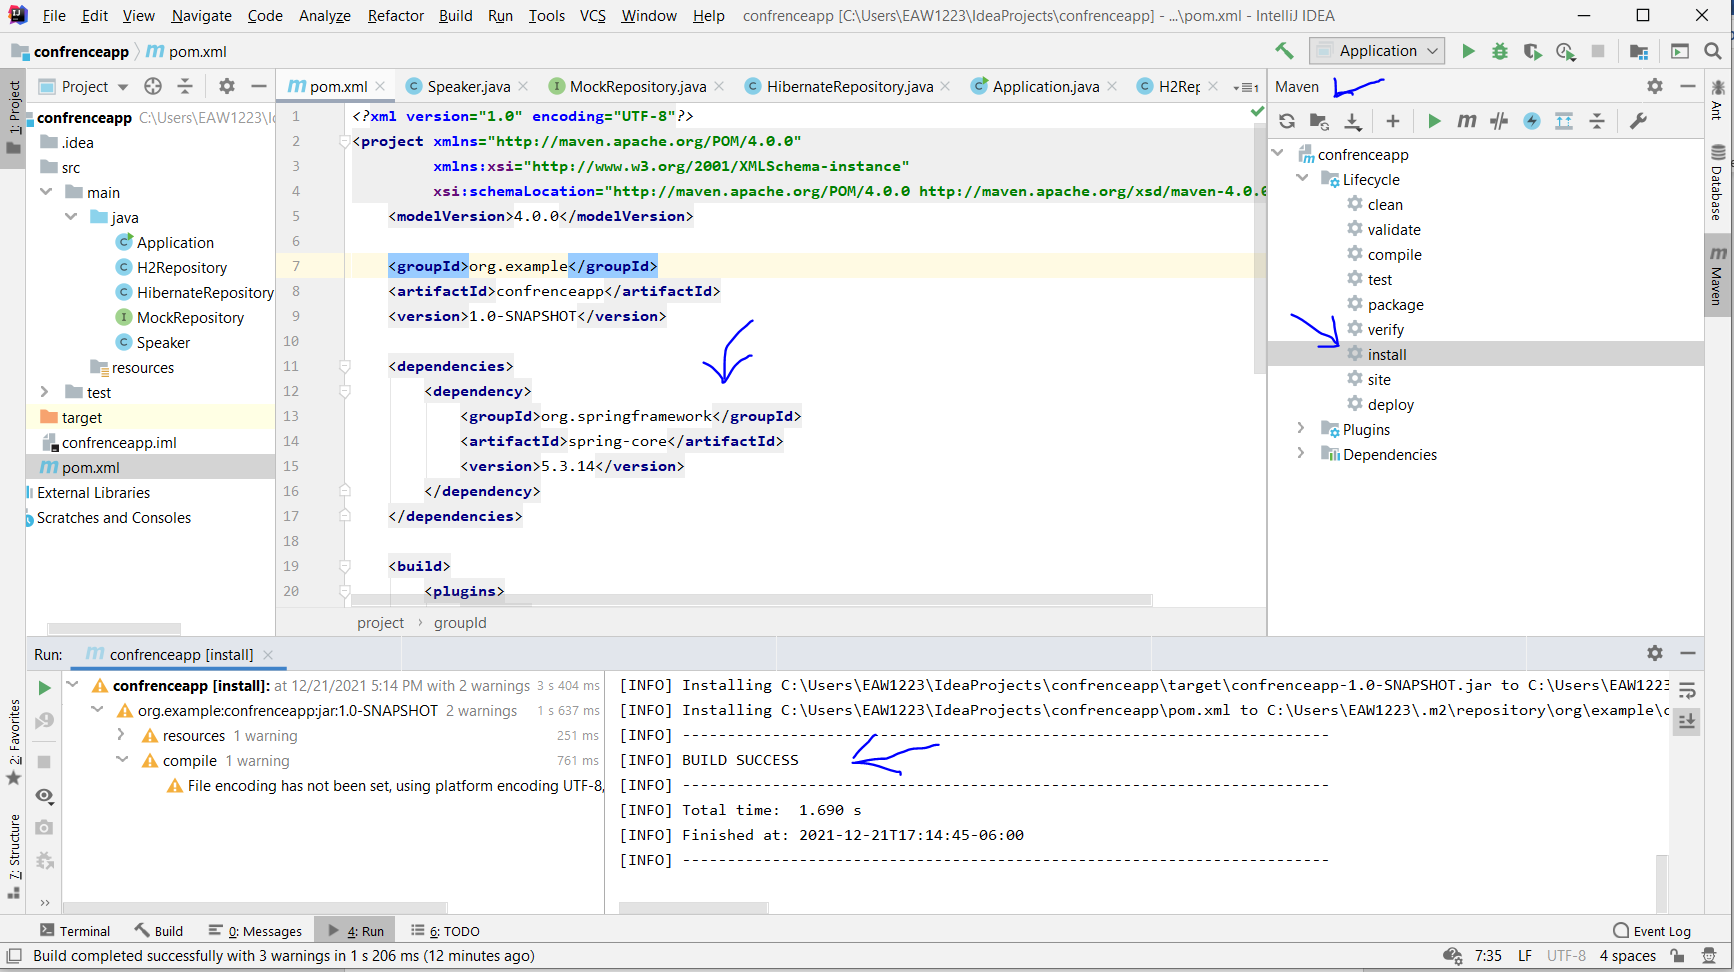 File Edit View Navigate Code Analyze Refactor Build Run Tools VCS Window Help confrenceapp [C:\Users\EAW1223\IdeaProjects\confrenceapp] - ...\pom.xml - IntelliJ IDEA
confrenceapp pom.xml
Application
1: Project
Project
pom.xml
Speaker.java
MockRepository.java
HibernateRepository.java
Application.java
H2Rep
Maven
confrenceapp C:\Users\EAW1223\I
.idea
src
main
java
Application
H2Repository
HibernateRepository
MockRepository
Speaker
resources
test
target
confrenceapp.iml
pom.xml
External Libraries
Scratches and Consoles
1 <?xml version="1.0" encoding="UTF-8"?>
2 <project xmlns="http://maven.apache.org/POM/4.0.0"
3 xmlns:xsi="http://www.w3.org/2001/XMLSchema-instance"
4 xsi:schemaLocation="http://maven.apache.org/POM/4.0.0 http://maven.apache.org/xsd/maven-4.0.0
5 <modelVersion>4.0.0</modelVersion>
6
7 <groupId>org.example</groupId>
8 <artifactId>confrenceapp</artifactId>
9 <version>1.0-SNAPSHOT</version>
10
11 <dependencies>
12 <dependency>
13 <groupId>org.springframework</groupId>
14 <artifactId>spring-core</artifactId>
15 <version>5.3.14</version>
16 </dependency>
17 </dependencies>
18
19 <build>
20 <plugins>
project › groupId
confrenceapp
Lifecycle
clean
validate
compile
test
package
verify
install
site
deploy
Plugins
Dependencies
Ant
Database
Maven
Run: confrenceapp [install]
confrenceapp [install]: at 12/21/2021 5:14 PM with 2 warnings 3 s 404 ms
org.example:confrenceapp:jar:1.0-SNAPSHOT 2 warnings 1 s 637 ms
resources 1 warning 251 ms
compile 1 warning 761 ms
File encoding has not been set, using platform encoding UTF-8,
[INFO] Installing C:\Users\EAW1223\IdeaProjects\confrenceapp\target\confrenceapp-1.0-SNAPSHOT.jar to C:\Users\EAW1223
[INFO] Installing C:\Users\EAW1223\IdeaProjects\confrenceapp\pom.xml to C:\Users\EAW1223\.m2\repository\org\example\c
[INFO] ------------------------------------------------------------------------
[INFO] BUILD SUCCESS
[INFO] ------------------------------------------------------------------------
[INFO] Total time: 1.690 s
[INFO] Finished at: 2021-12-21T17:14:45-06:00
[INFO] ------------------------------------------------------------------------
2: Favorites
7: Structure
Terminal Build 0: Messages 4: Run 6: TODO Event Log
Build completed successfully with 3 warnings in 1 s 206 ms (12 minutes ago) 7:35 LF UTF-8 4 spaces